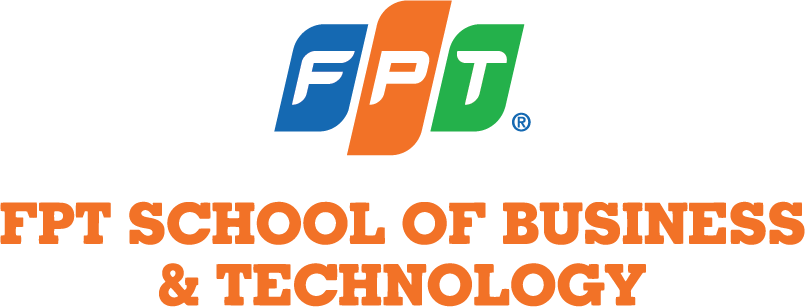 FPT®
FPT SCHOOL OF BUSINESS
& TECHNOLOGY